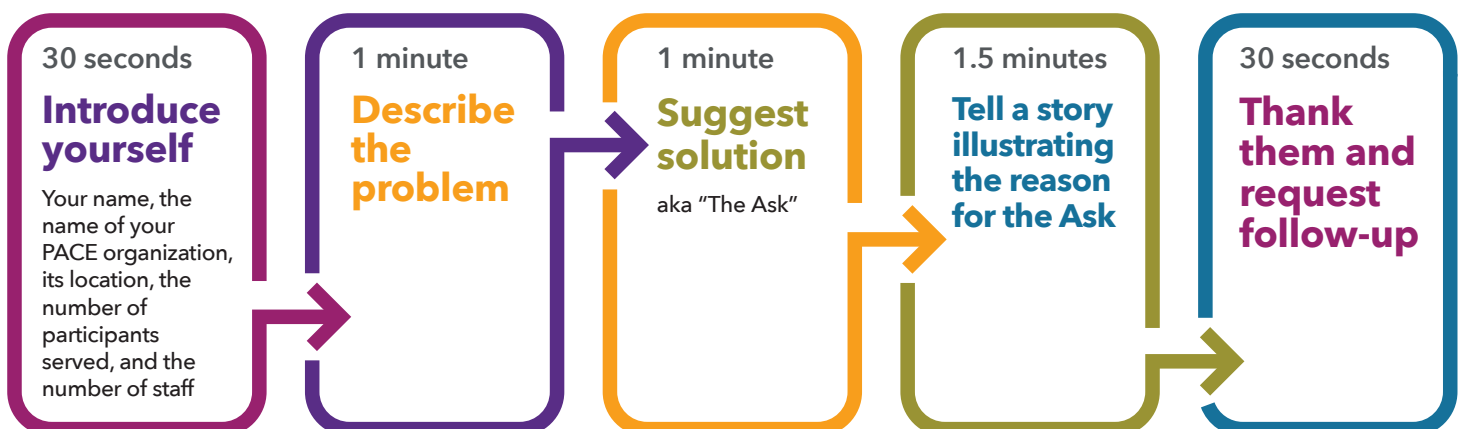 30 seconds
Introduce
yourself
Your name, the
name of your
PACE organization,
its location, the
number of
participants
served, and the
number of staff
1 minute
Describe
the
problem
1 minute
Suggest
solution
aka "The Ask"
1.5 minutes
Tell a story
illustrating
the reason
for the Ask
30 seconds
Thank
them and
request
follow-up